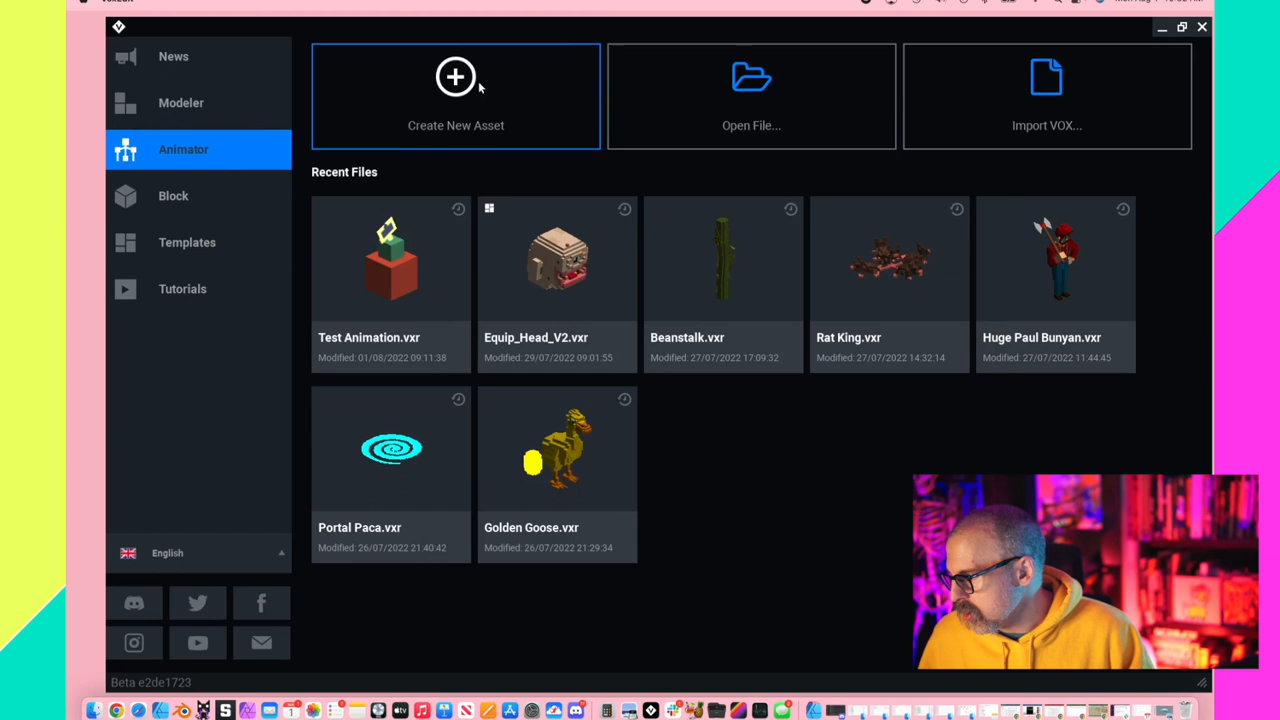 News
Modeler
Animator
Block
Templates
Tutorials
English
Beta e2de1723
Create New Asset
Open File...
Import VOX...
Recent Files
Test Animation.vxr
Modified: 01/08/2022 09:11:38
Equip_Head_V2.vxr
Modified: 29/07/2022 09:01:55
Beanstalk.vxr
Modified: 27/07/2022 17:09:32
Rat King.vxr
Modified: 27/07/2022 14:32:14
Huge Paul Bunyan.vxr
Modified: 27/07/2022 11:44:45
Portal Paca.vxr
Modified: 26/07/2022 21:40:42
Golden Goose.vxr
Modified: 26/07/2022 21:29:34